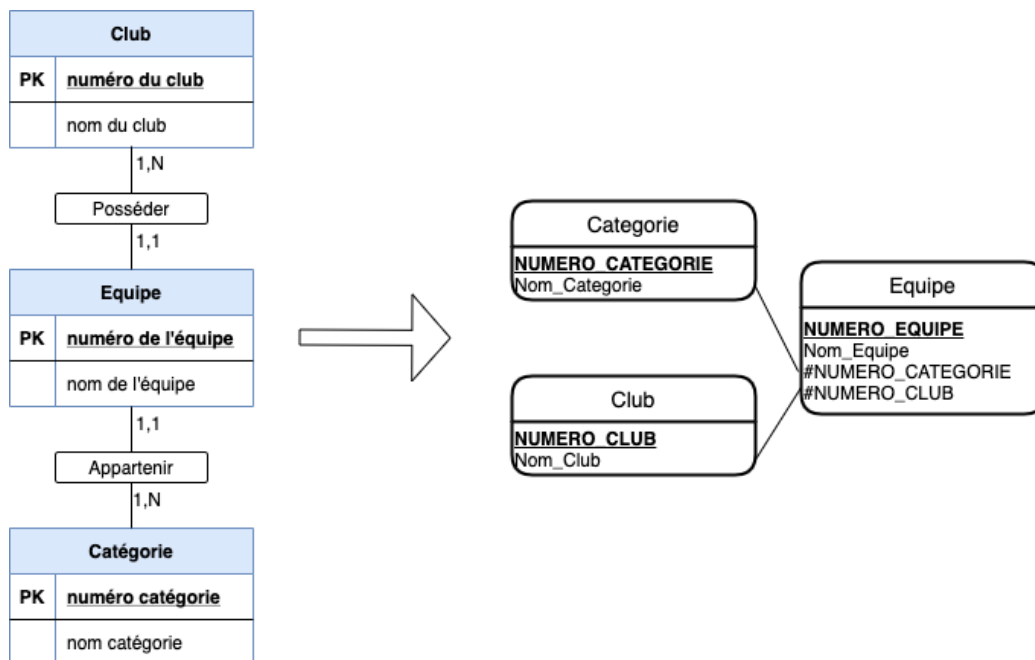 Club
PK numéro du club
nom du club
1,N
Posséder
1,1
Equipe
PK numéro de l'équipe
nom de l'équipe
1,1
Appartenir
1,N
Catégorie
PK numéro catégorie
nom catégorie
Categorie
NUMERO_CATEGORIE
Nom_Categorie
Club
NUMERO_CLUB
Nom_Club
Equipe
NUMERO_EQUIPE
Nom_Equipe
#NUMERO_CATEGORIE
#NUMERO_CLUB